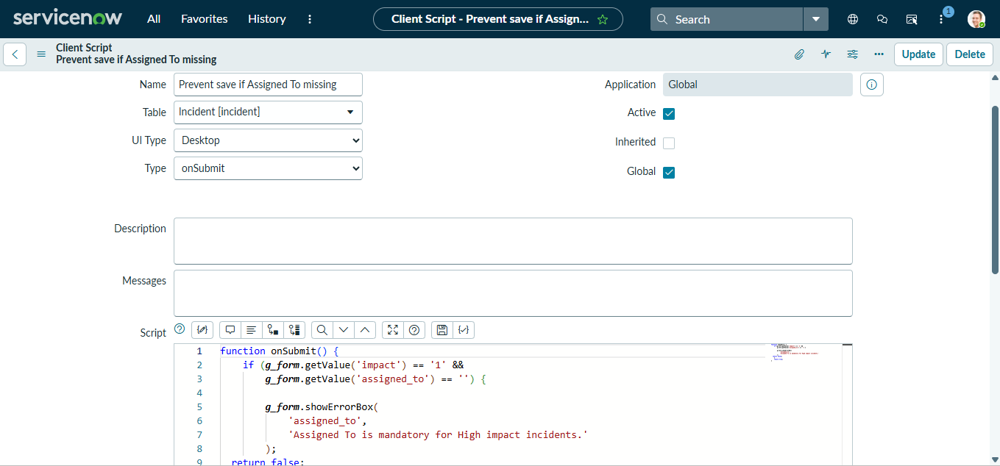 servicenow All Favorites History Client Script - Prevent save if Assign... Search 1
Client Script
Prevent save if Assigned To missing
Update Delete
Name Prevent save if Assigned To missing Application Global
Table Incident [incident] Active
UI Type Desktop Inherited
Type onSubmit Global
Description
Messages
Script
1 function onSubmit() {
2 if (g_form.getValue('impact') == '1' &&
3 g_form.getValue('assigned_to') == '') {
4
5 g_form.showErrorBox(
6 'assigned_to',
7 'Assigned To is mandatory for High impact incidents.'
8 );
9 return false;